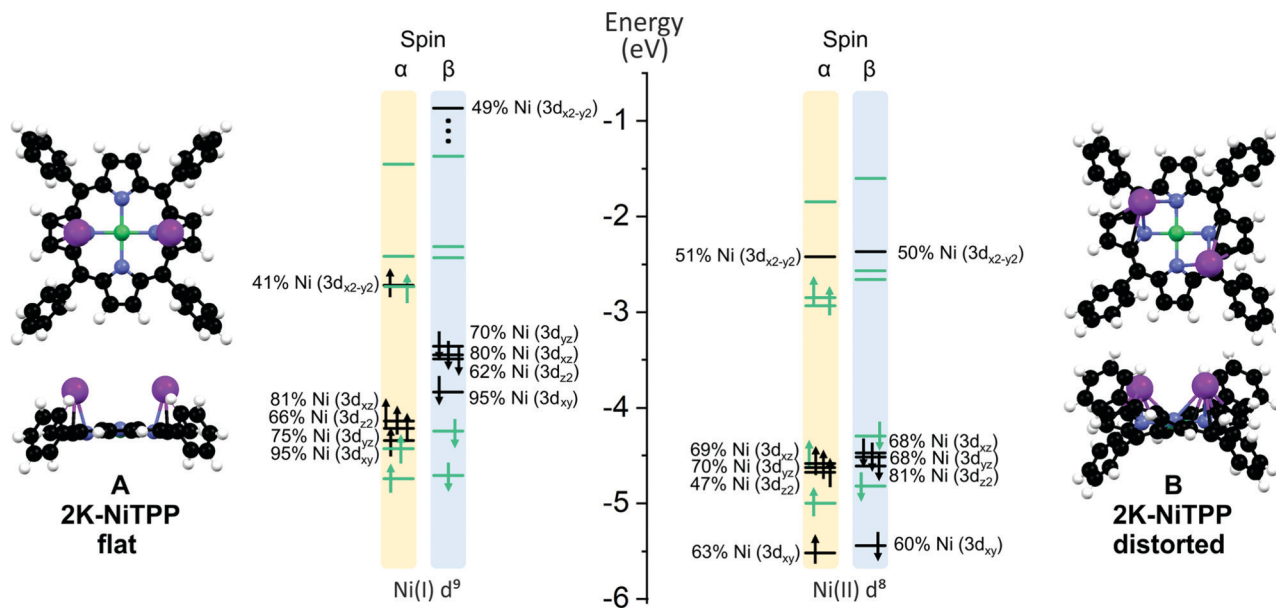 Energy
(eV)
Spin
α β
49% Ni (3dx2-y2)
41% Ni (3dx2-y2)
70% Ni (3dyz)
80% Ni (3dxz)
62% Ni (3dz2)
95% Ni (3dxy)
81% Ni (3dxz)
66% Ni (3dz2)
75% Ni (3dyz)
95% Ni (3dxy)
Ni(I) d⁹
A
2K-NiTPP
flat
-1
-2
-3
-4
-5
-6
Spin
α β
51% Ni (3dx2-y2)
50% Ni (3dx2-y2)
69% Ni (3dxz)
70% Ni (3dyz)
47% Ni (3dz2)
68% Ni (3dxz)
68% Ni (3dyz)
81% Ni (3dz2)
63% Ni (3dxy)
60% Ni (3dxy)
Ni(II) d⁸
B
2K-NiTPP
distorted